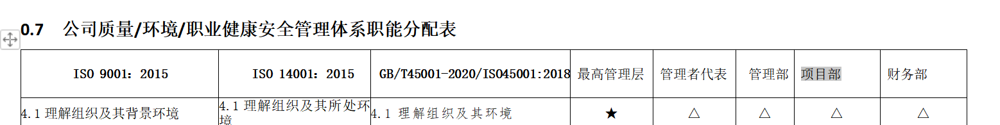 0.7 公司质量/环境/职业健康安全管理体系职能分配表
ISO 9001：2015 ISO 14001：2015 GB/T45001-2020/ISO45001:2018 最高管理层 管理者代表 管理部 项目部 财务部
4.1理解组织及其背景环境 4.1理解组织及其所处环境 4.1 理解组织及其环境 ★ △ △ △ △